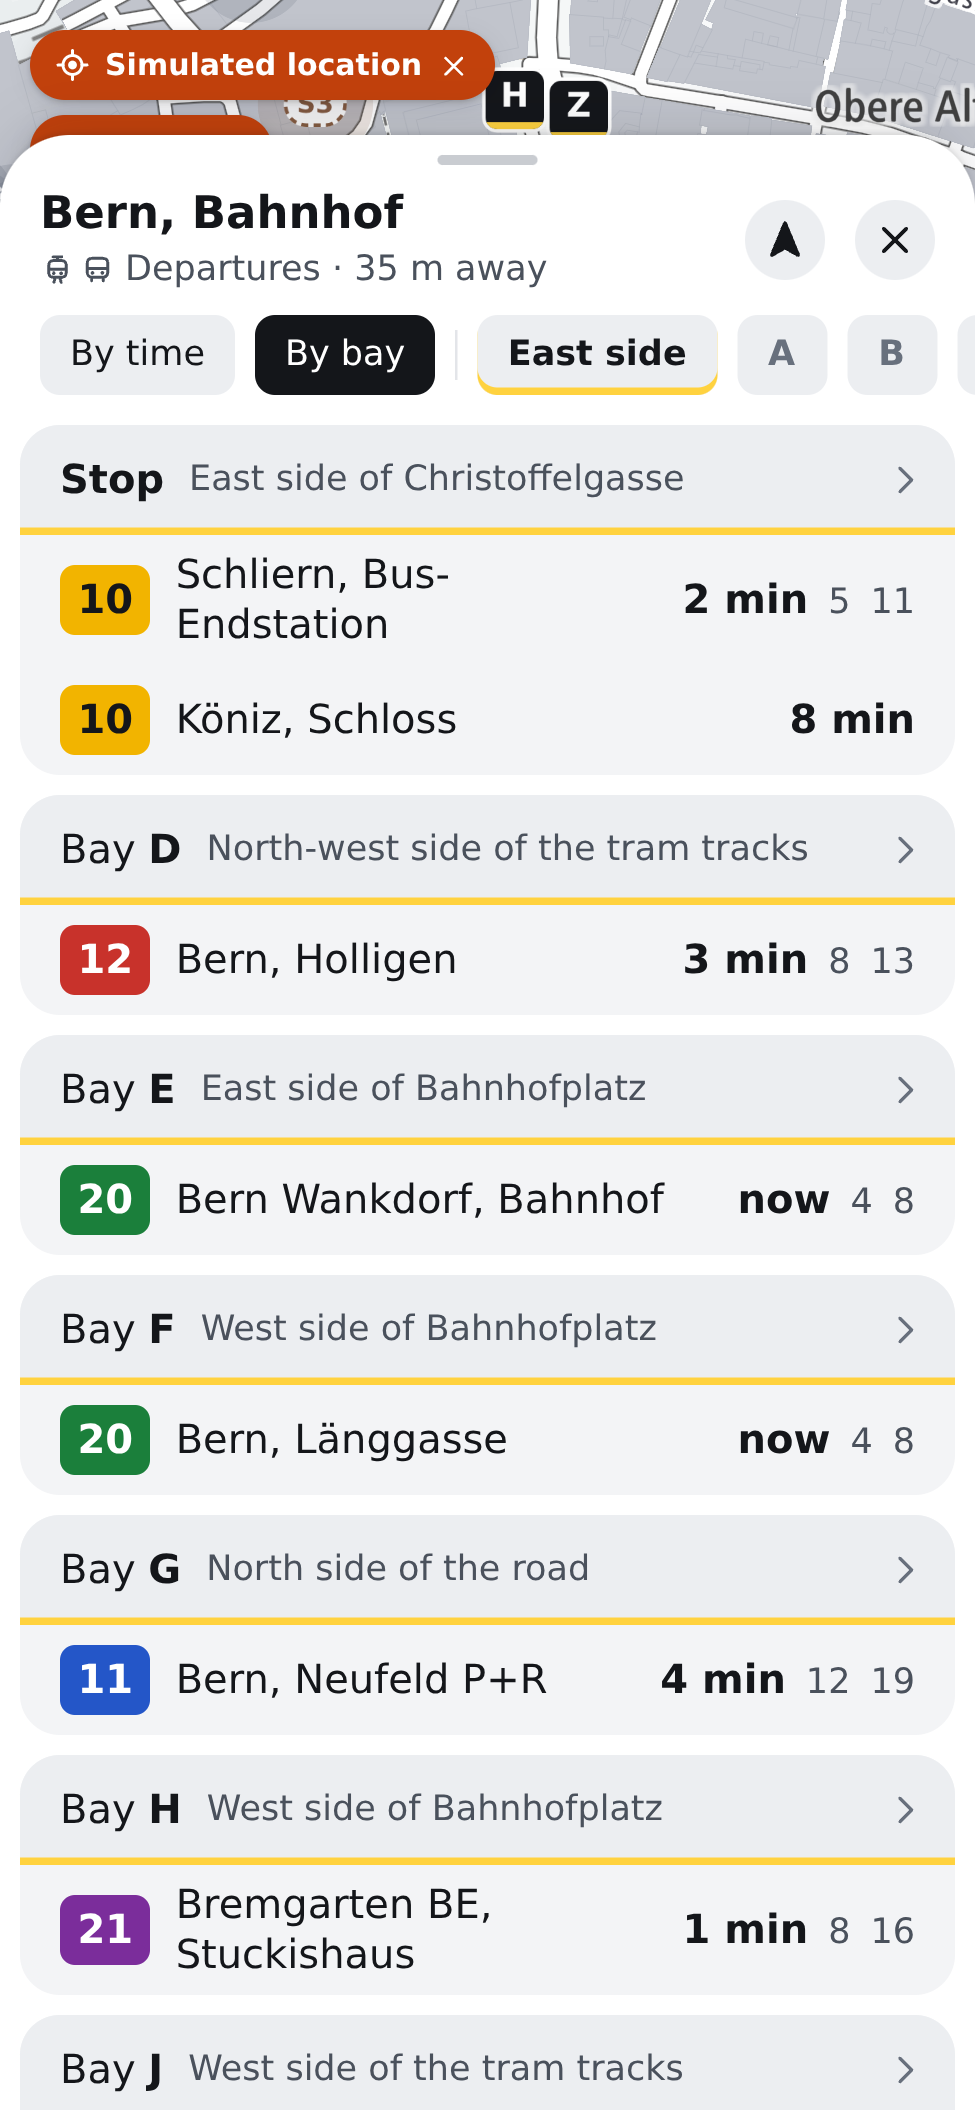 Simulated location
S3
H
Z
Bern, Bahnhof
Departures · 35 m away
By time
By bay
East side
A
B
Stop East side of Christoffelgasse
10 Schliern, Bus-
Endstation
2 min 5 11
10 Köniz, Schloss 8 min
Bay D North-west side of the tram tracks
12 Bern, Holligen 3 min 8 13
Bay E East side of Bahnhofplatz
20 Bern Wankdorf, Bahnhof now 4 8
Bay F West side of Bahnhofplatz
20 Bern, Länggasse now 4 8
Bay G North side of the road
11 Bern, Neufeld P+R 4 min 12 19
Bay H West side of Bahnhofplatz
21 Bremgarten BE,
Stuckishaus
1 min 8 16
Bay J West side of the tram tracks